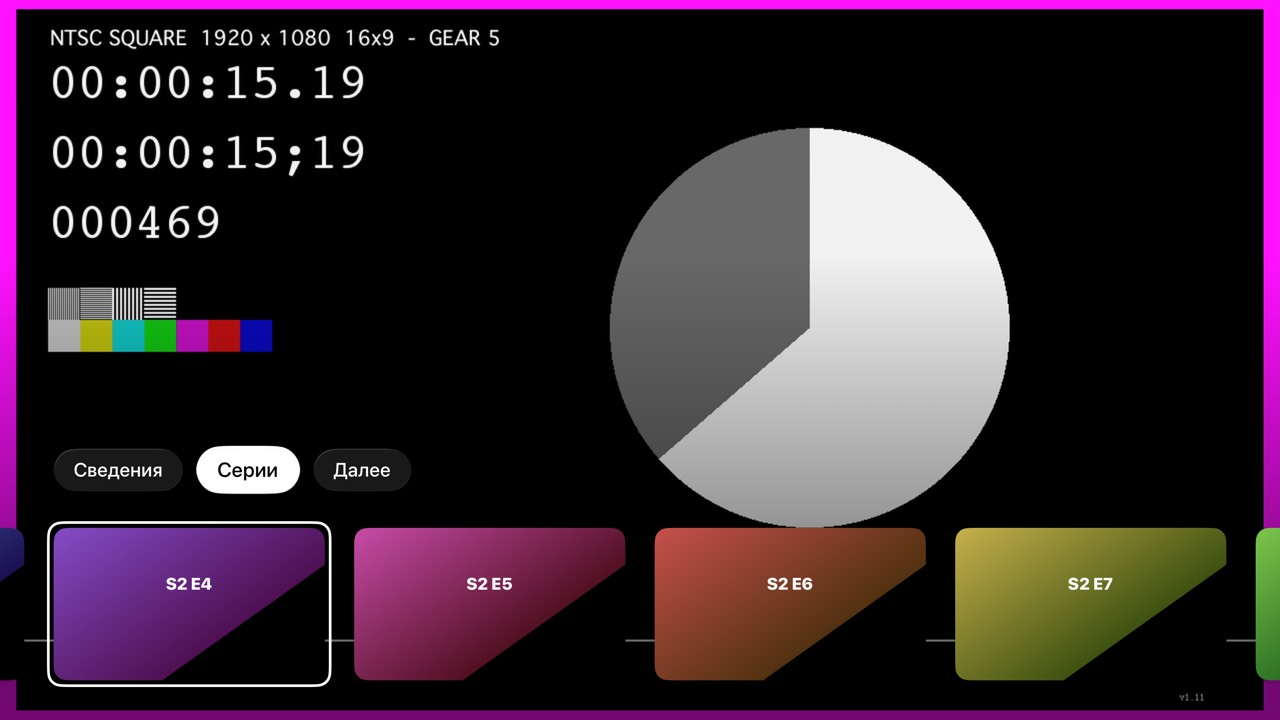 NTSC SQUARE 1920 x 1080 16x9 - GEAR 5
00:00:15.19
00:00:15;19
000469
Сведения Серии Далее
S2 E4 S2 E5 S2 E6 S2 E7
v1.11